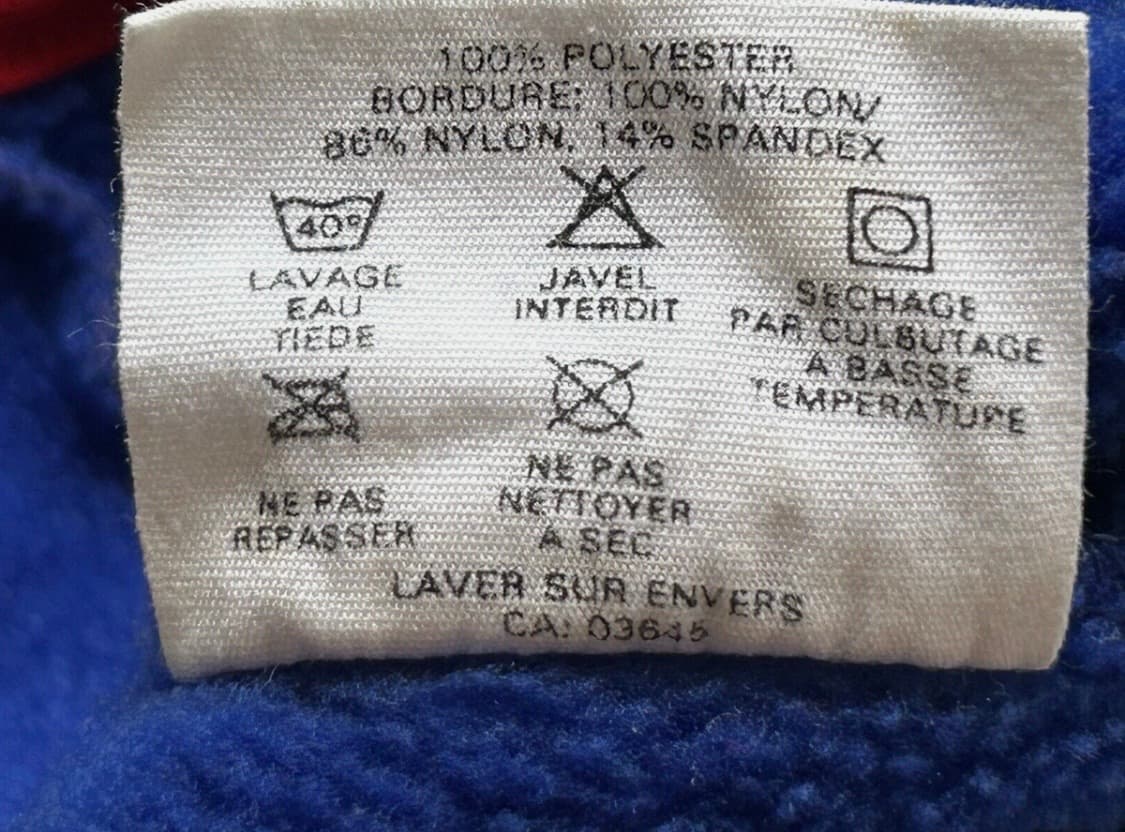 100% POLYESTER
BORDURE: 100% NYLON/
86% NYLON, 14% SPANDEX
40°
LAVAGE
EAU
TIEDE
JAVEL
INTERDIT
SECHAGE
PAR CULBUTAGE
A BASSE
TEMPERATURE
NE PAS
REPASSER
NE PAS
NETTOYER
A SEC
LAVER SUR ENVERS
CA: 03645